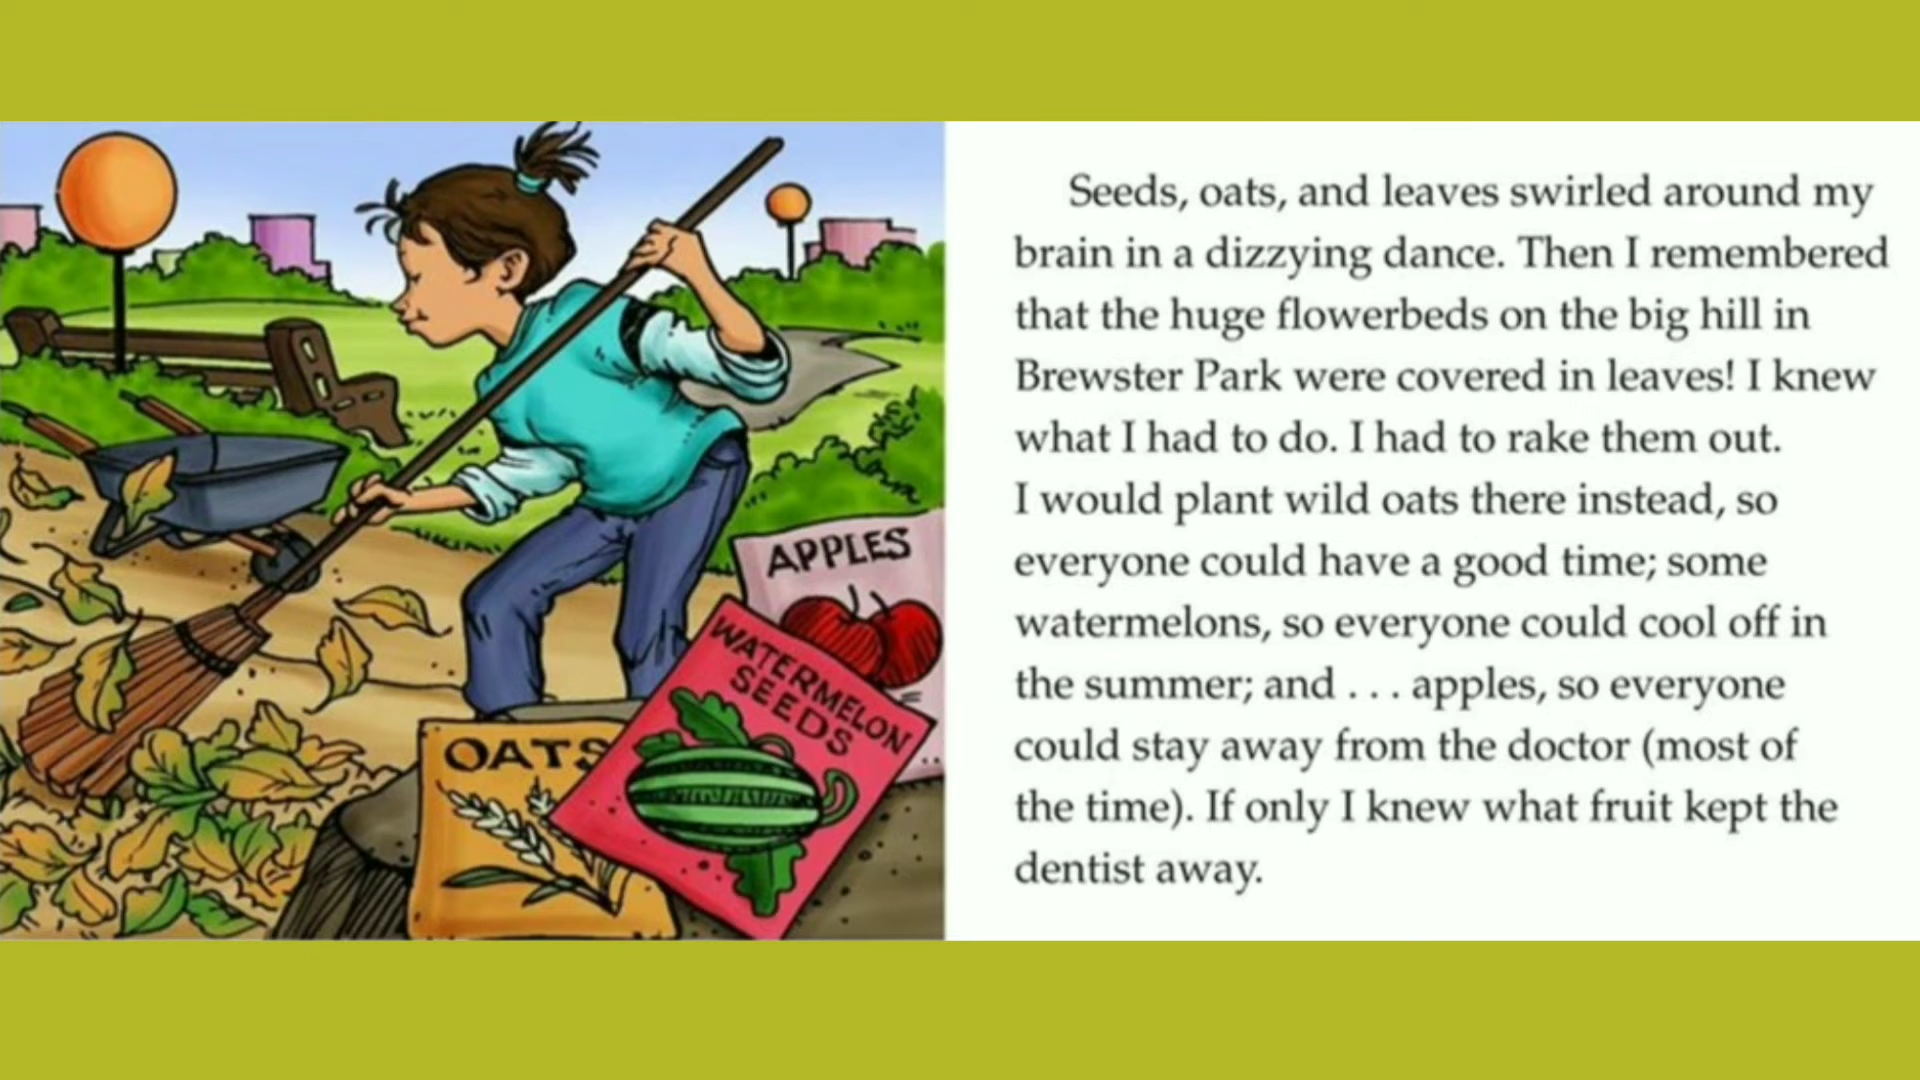 APPLES
WATERMELON
SEEDS
OATS
Seeds, oats, and leaves swirled around my
brain in a dizzying dance. Then I remembered
that the huge flowerbeds on the big hill in
Brewster Park were covered in leaves! I knew
what I had to do. I had to rake them out.
I would plant wild oats there instead, so
everyone could have a good time; some
watermelons, so everyone could cool off in
the summer; and . . . apples, so everyone
could stay away from the doctor (most of
the time). If only I knew what fruit kept the
dentist away.